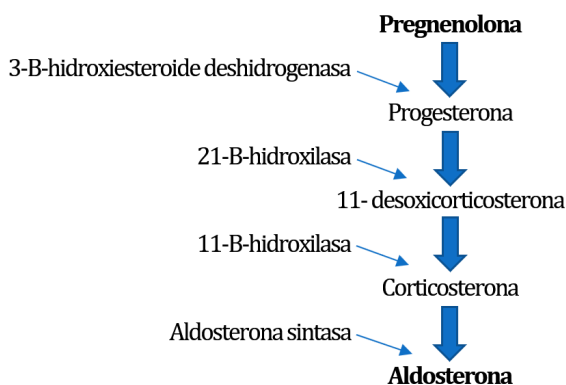 Pregnenolona
3-B-hidroxiesteroide deshidrogenasa
Progesterona
21-B-hidroxilasa
11- desoxicorticosterona
11-B-hidroxilasa
Corticosterona
Aldosterona sintasa
Aldosterona